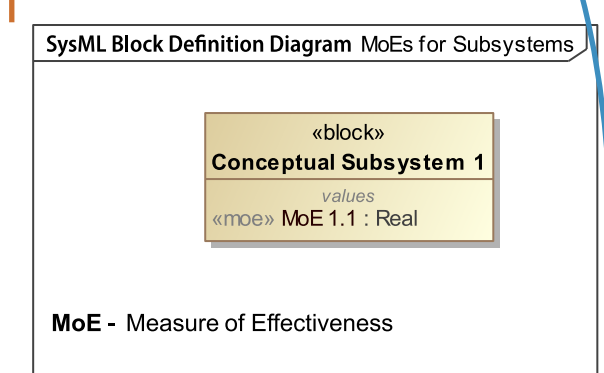 SysML Block Definition Diagram MoEs for Subsystems
«block»
Conceptual Subsystem 1
values
«moe» MoE 1.1 : Real
MoE - Measure of Effectiveness